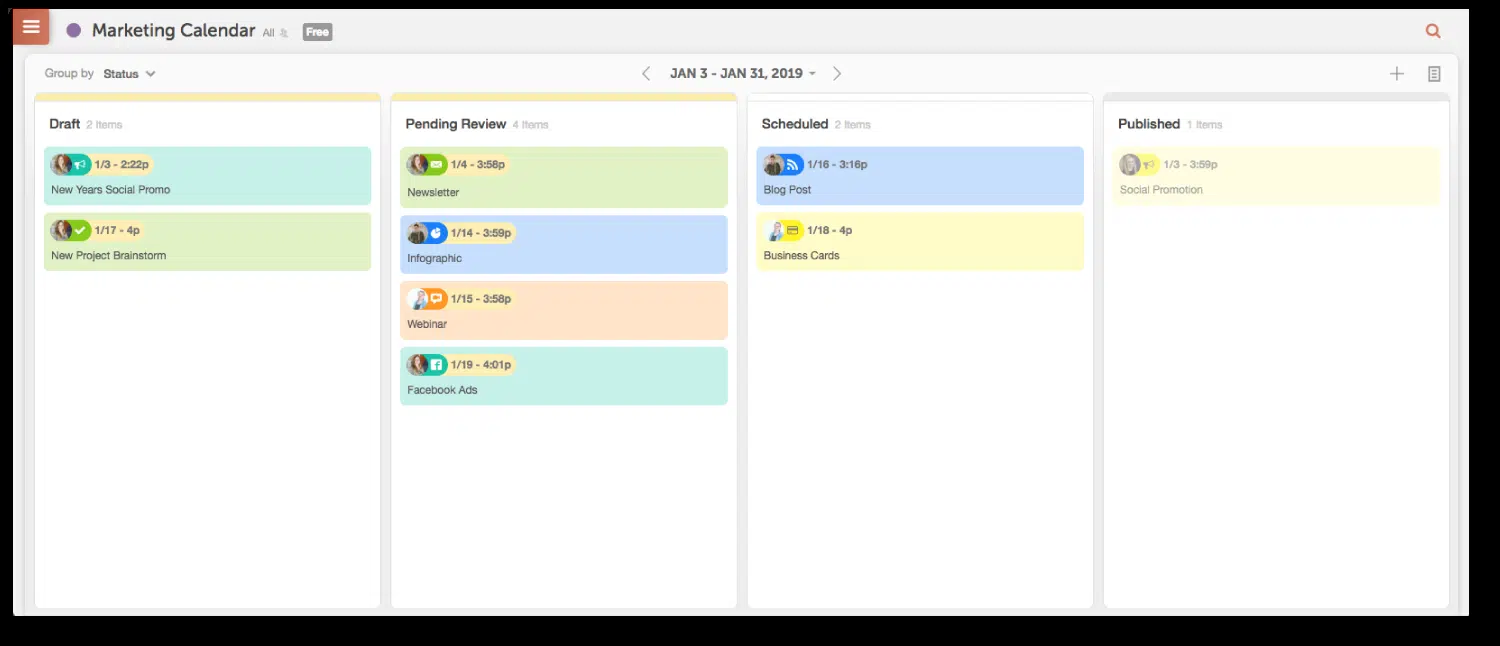 Marketing Calendar All Free
Group by Status
JAN 3 - JAN 31, 2019
Draft 2 Items
1/3 - 2:22p
New Years Social Promo
1/17 - 4p
New Project Brainstorm
Pending Review 4 Items
1/4 - 3:58p
Newsletter
1/14 - 3:59p
Infographic
1/15 - 3:58p
Webinar
1/19 - 4:01p
Facebook Ads
Scheduled 2 Items
1/16 - 3:16p
Blog Post
1/18 - 4p
Business Cards
Published 1 Items
1/3 - 3:59p
Social Promotion